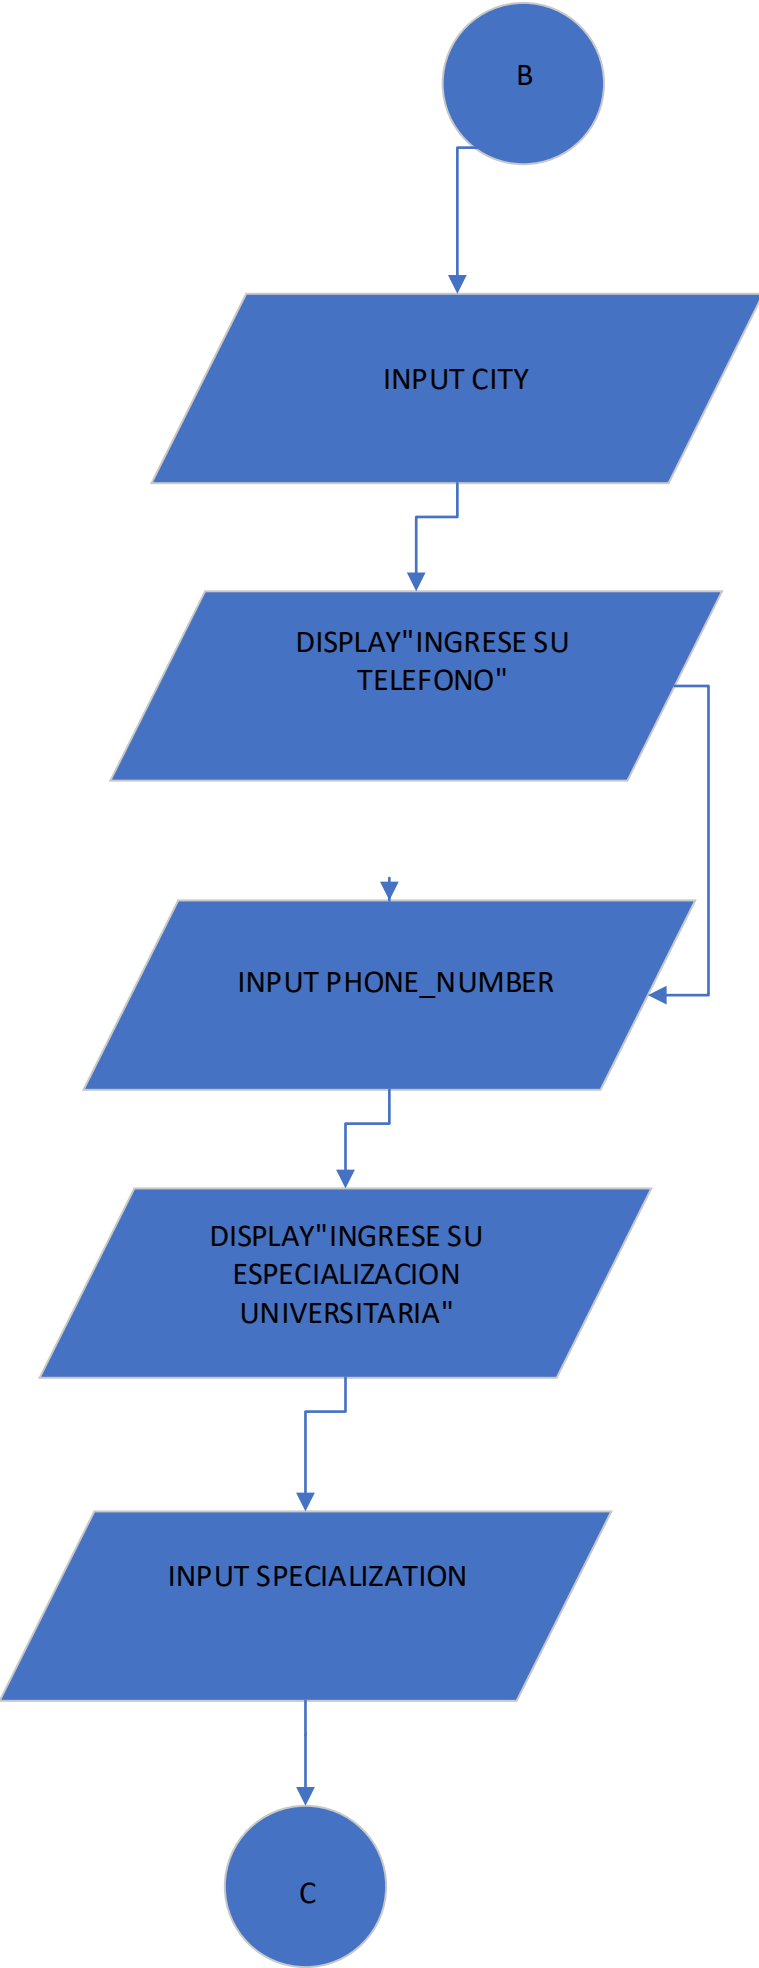 B
INPUT CITY
DISPLAY"INGRESE SU
TELEFONO"
INPUT PHONE_NUMBER
DISPLAY"INGRESE SU
ESPECIALIZACION
UNIVERSITARIA"
INPUT SPECIALIZATION
C